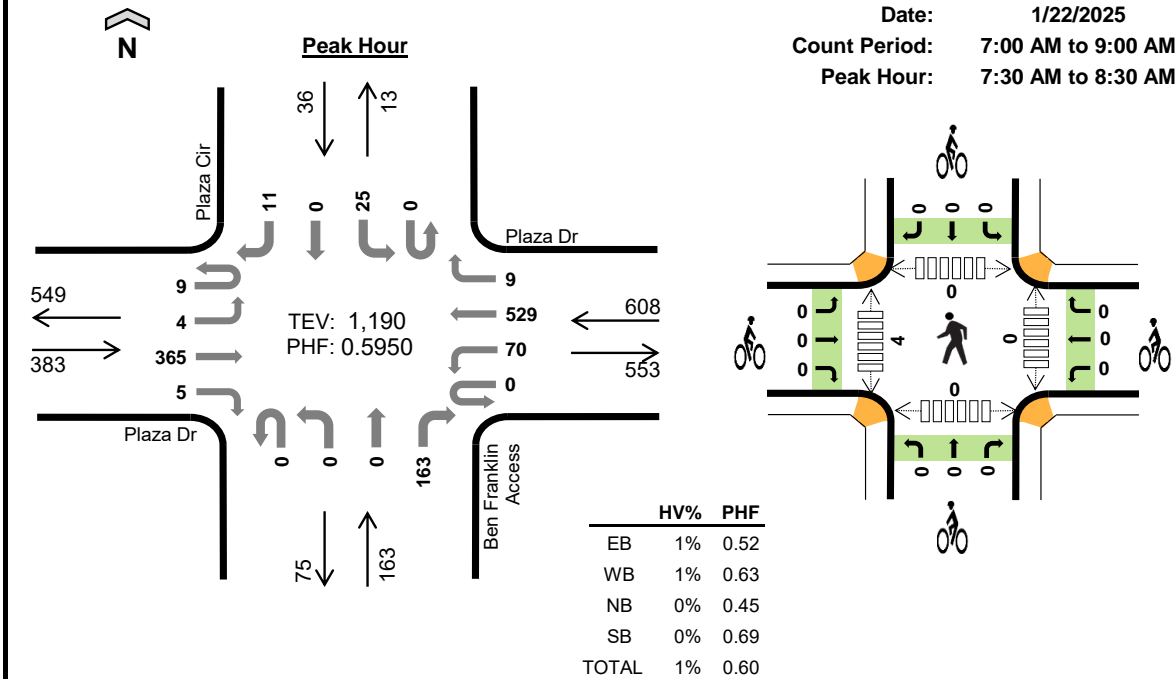 Date: 1/22/2025
Count Period: 7:00 AM to 9:00 AM
Peak Hour: 7:30 AM to 8:30 AM
N
Peak Hour
36
13
Plaza Cir
11
0
25
0
Plaza Dr
549
383
9
4
365
5
TEV: 1,190
PHF: 0.5950
9
529
70
0
608
553
Plaza Dr
0
0
0
163
Ben Franklin
Access
75
163
0 0 0
0
0
0
0
4
0
0
0
0
0
0 0 0
HV% PHF
EB 1% 0.52
WB 1% 0.63
NB 0% 0.45
SB 0% 0.69
TOTAL 1% 0.60